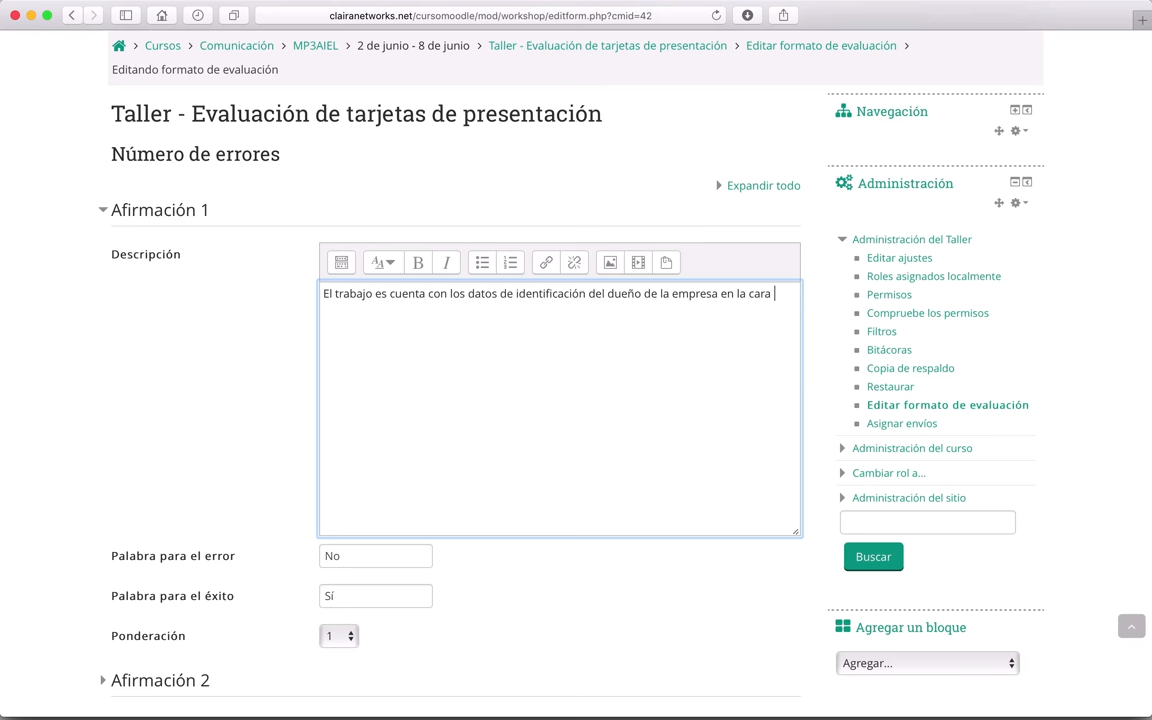 clairanetworks.net/cursomoodle/mod/workshop/editform.php?cmid=42
Cursos > Comunicación > MP3AIEL > 2 de junio - 8 de junio > Taller - Evaluación de tarjetas de presentación > Editar formato de evaluación >
Editando formato de evaluación
Taller - Evaluación de tarjetas de presentación
Número de errores
Expandir todo
Afirmación 1
Descripción
El trabajo es cuenta con los datos de identificación del dueño de la empresa en la cara
Palabra para el error
No
Palabra para el éxito
Sí
Ponderación
1
Afirmación 2
Navegación
Administración
Administración del Taller
Editar ajustes
Roles asignados localmente
Permisos
Compruebe los permisos
Filtros
Bitácoras
Copia de respaldo
Restaurar
Editar formato de evaluación
Asignar envíos
Administración del curso
Cambiar rol a...
Administración del sitio
Buscar
Agregar un bloque
Agregar...